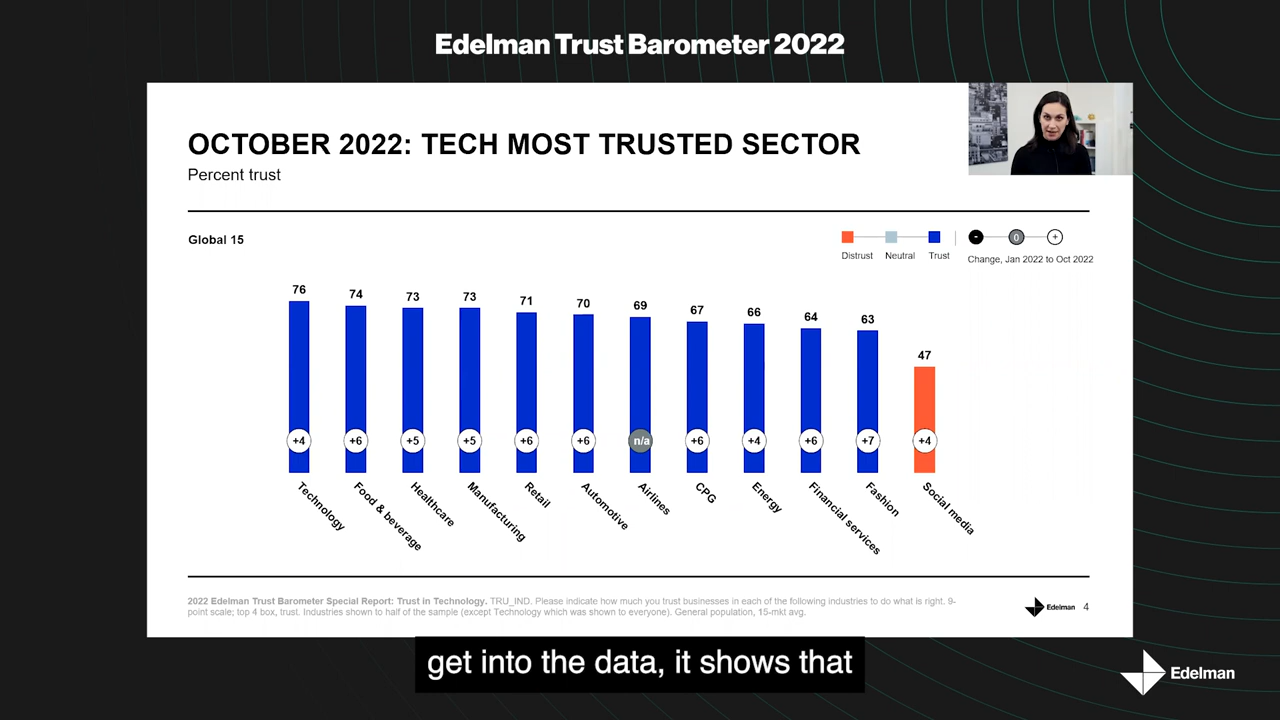 Edelman Trust Barometer 2022
OCTOBER 2022: TECH MOST TRUSTED SECTOR
Percent trust
Global 15
Distrust Neutral Trust
- 0 +
Change, Jan 2022 to Oct 2022
76 74 73 73 71 70 69 67 66 64 63 47
+4 +6 +5 +5 +6 +6 n/a +6 +4 +6 +7 +4
Technology
Food & beverage
Healthcare
Manufacturing
Retail
Automotive
Airlines
CPG
Energy
Financial services
Fashion
Social media
2022 Edelman Trust Barometer Special Report: Trust in Technology. TRU_IND. Please indicate how much you trust businesses in each of the following industries to do what is right. 9-
point scale; top 4 box, trust. Industries shown to half of the sample (except Technology which was shown to everyone). General population, 15-mkt avg.
Edelman 4
get into the data, it shows that
Edelman